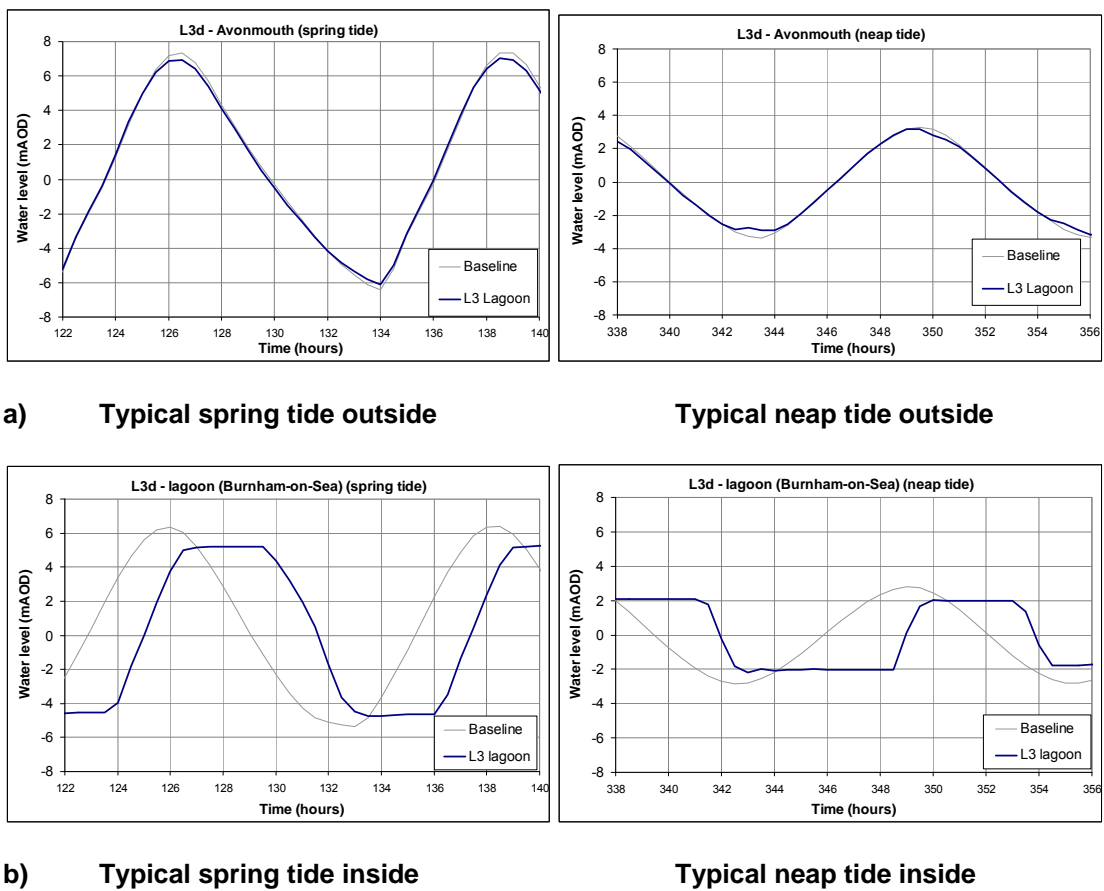 L3d - Avonmouth (spring tide)
8
6
4
2
0
-2
-4
-6
-8
Water level (mAOD)
122 124 126 128 130 132 134 136 138 140
Time (hours)
Baseline
L3 Lagoon
L3d - Avonmouth (neap tide)
8
6
4
2
0
-2
-4
-6
-8
Water level (mAOD)
338 340 342 344 346 348 350 352 354 356
Time (hours)
Baseline
L3 Lagoon
a) Typical spring tide outside Typical neap tide outside
L3d - lagoon (Burnham-on-Sea) (spring tide)
8
6
4
2
0
-2
-4
-6
-8
Water level (mAOD)
122 124 126 128 130 132 134 136 138 140
Time (hours)
Baseline
L3 lagoon
L3d - lagoon (Burnham-on-Sea) (neap tide)
8
6
4
2
0
-2
-4
-6
-8
Water level (mAOD)
338 340 342 344 346 348 350 352 354 356
Time (hours)
Baseline
L3 lagoon
b) Typical spring tide inside Typical neap tide inside